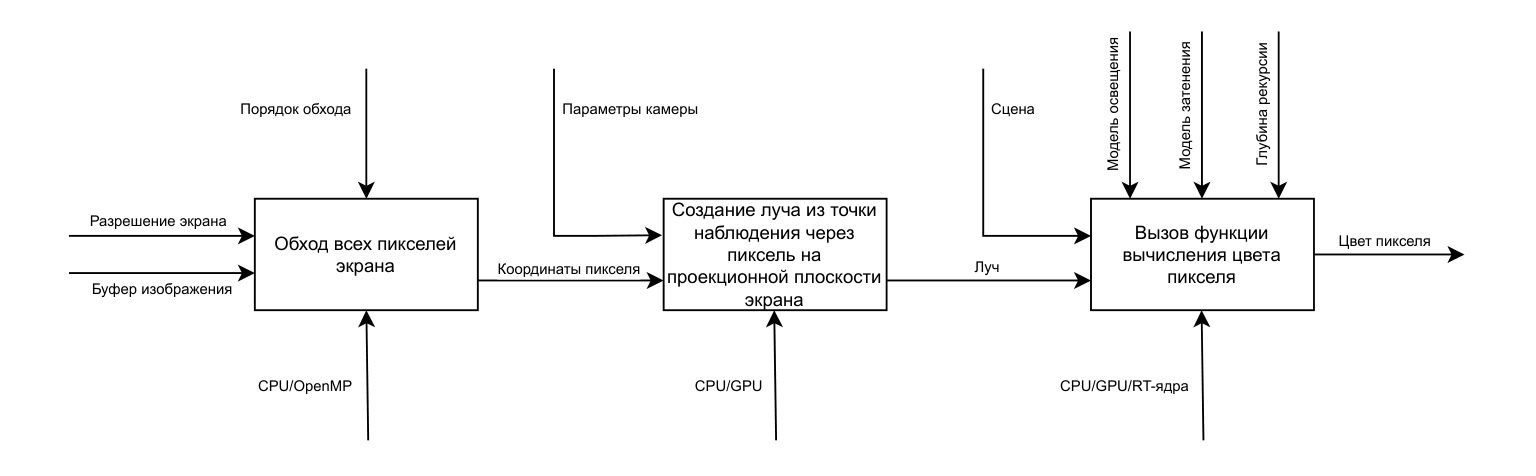 Порядок обхода
Параметры камеры
Сцена
Модель освещения
Модель затенения
Глубина рекурсии
Разрешение экрана
Буфер изображения
Обход всех пикселей
экрана
Координаты пикселя
Создание луча из точки
наблюдения через
пиксель на
проекционной плоскости
экрана
Луч
Вызов функции
вычисления цвета
пикселя
Цвет пикселя
CPU/OpenMP
CPU/GPU
CPU/GPU/RT-ядра